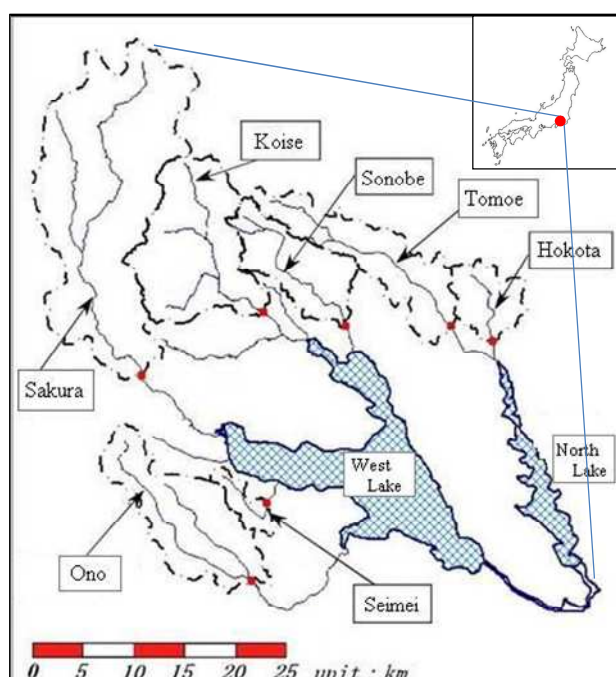 Koise
Sonobe
Tomoe
Hokota
Sakura
North
Lake
West
Lake
Ono
Seimei
0 5 10 15 20 25 unit : km